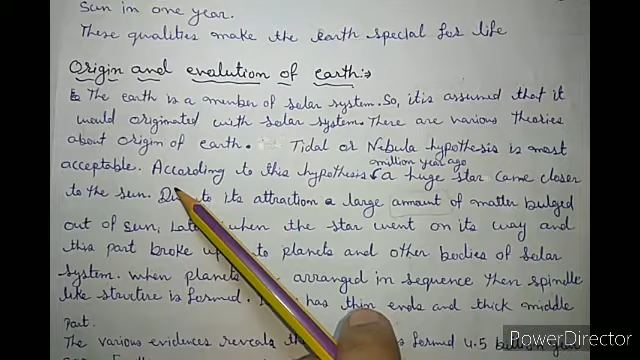 Sun in one year.
These qualities make the Earth special for life
Origin and evalution of earth:→
The earth is a member of solar system. So, it is assumed that it
would originated with solar system. There are various theories
about origin of earth. Tidal or Nebula hypothesis is most
million year ago
acceptable. According to this hypothesis a huge star came closer
to the sun. Du to its attraction a large amount of matter bulged
out of sun, Lat when the star went on its way and
this part broke to planets and other bodies of solar
system. When planets arranged in sequence then spindle
like structure is formed. has thin ends and thick middle
part.
The various evidences reveals formed 4.5
PowerDirector